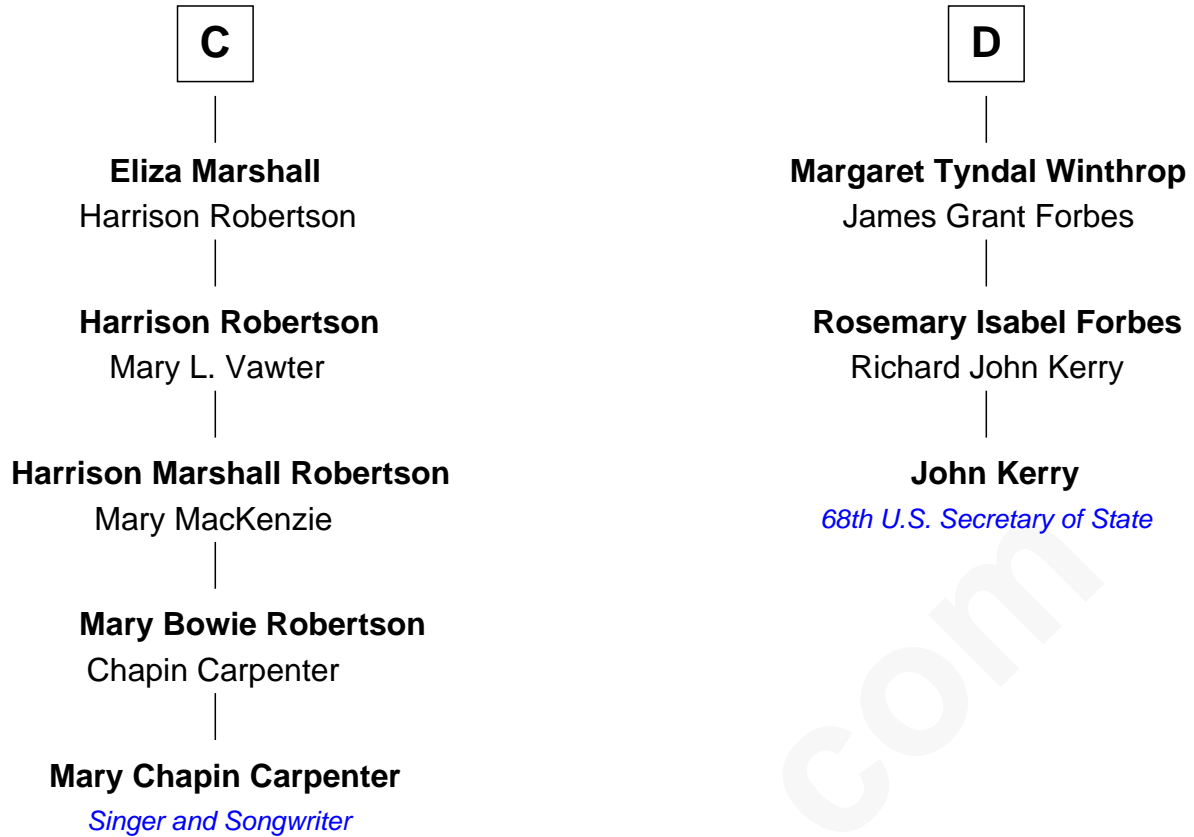 C
Eliza Marshall
Harrison Robertson
Harrison Robertson
Mary L. Vawter
Harrison Marshall Robertson
Mary MacKenzie
Mary Bowie Robertson
Chapin Carpenter
Mary Chapin Carpenter
Singer and Songwriter
D
Margaret Tyndal Winthrop
James Grant Forbes
Rosemary Isabel Forbes
Richard John Kerry
John Kerry
68th U.S. Secretary of State
com